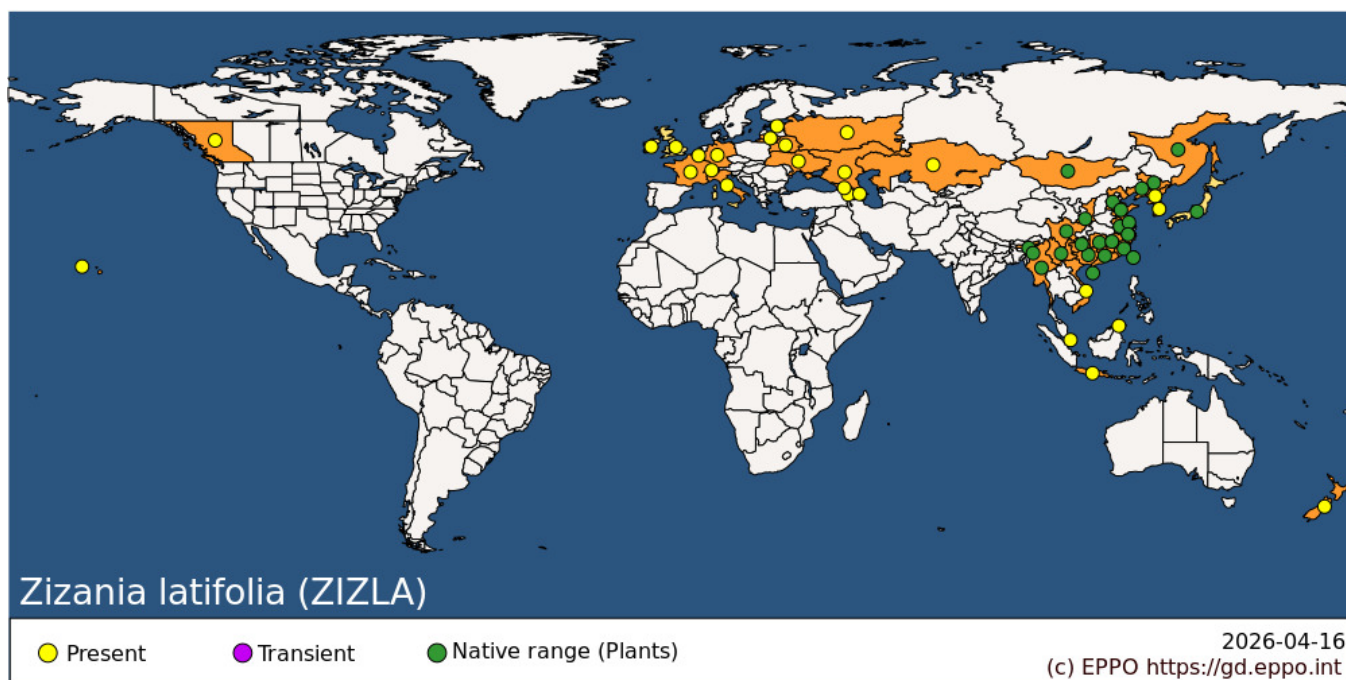 Zizania latifolia (ZIZLA)
Present
Transient
Native range (Plants)
2026-04-16
(c) EPPO https://gd.eppo.int